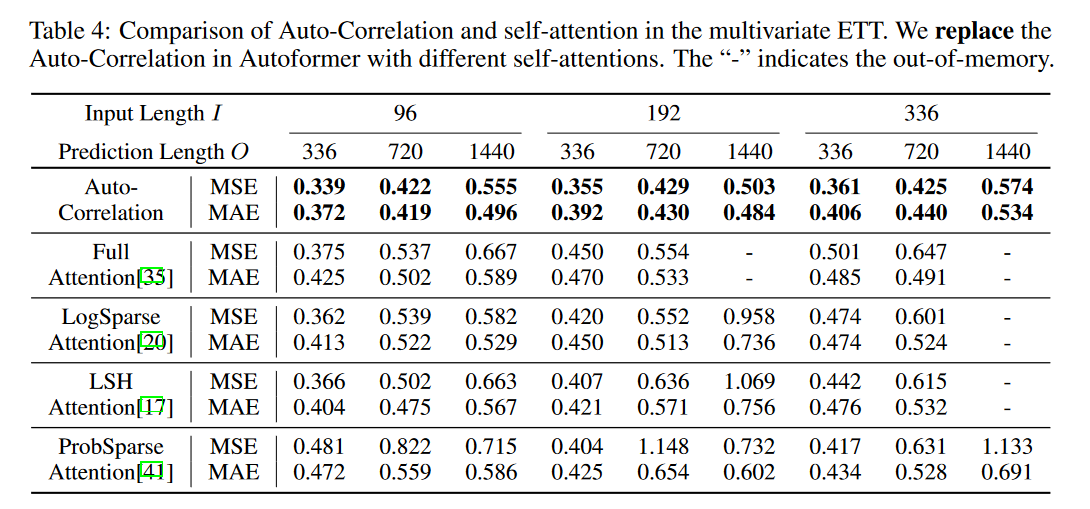 Table 4: Comparison of Auto-Correlation and self-attention in the multivariate ETT. We replace the
Auto-Correlation in Autoformer with different self-attentions. The “-” indicates the out-of-memory.
Input Length I 96 192 336
Prediction Length O 336 720 1440 336 720 1440 336 720 1440
Auto- MSE 0.339 0.422 0.555 0.355 0.429 0.503 0.361 0.425 0.574
Correlation MAE 0.372 0.419 0.496 0.392 0.430 0.484 0.406 0.440 0.534
Full MSE 0.375 0.537 0.667 0.450 0.554 - 0.501 0.647 -
Attention[35] MAE 0.425 0.502 0.589 0.470 0.533 - 0.485 0.491 -
LogSparse MSE 0.362 0.539 0.582 0.420 0.552 0.958 0.474 0.601 -
Attention[20] MAE 0.413 0.522 0.529 0.450 0.513 0.736 0.474 0.524 -
LSH MSE 0.366 0.502 0.663 0.407 0.636 1.069 0.442 0.615 -
Attention[17] MAE 0.404 0.475 0.567 0.421 0.571 0.756 0.476 0.532 -
ProbSparse MSE 0.481 0.822 0.715 0.404 1.148 0.732 0.417 0.631 1.133
Attention[41] MAE 0.472 0.559 0.586 0.425 0.654 0.602 0.434 0.528 0.691